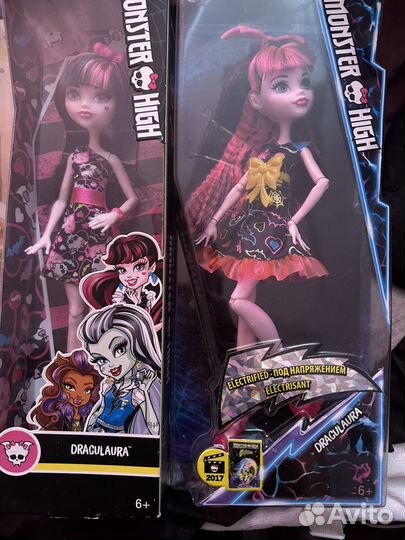 MONSTER HIGH
MONSTER HIGH
DRACULAURA
6+
ELECTRIFIED - ПОД НАПРЯЖЕНИЕМ
ELECTRISANT
DRACULAURA
2017
6+
Avito